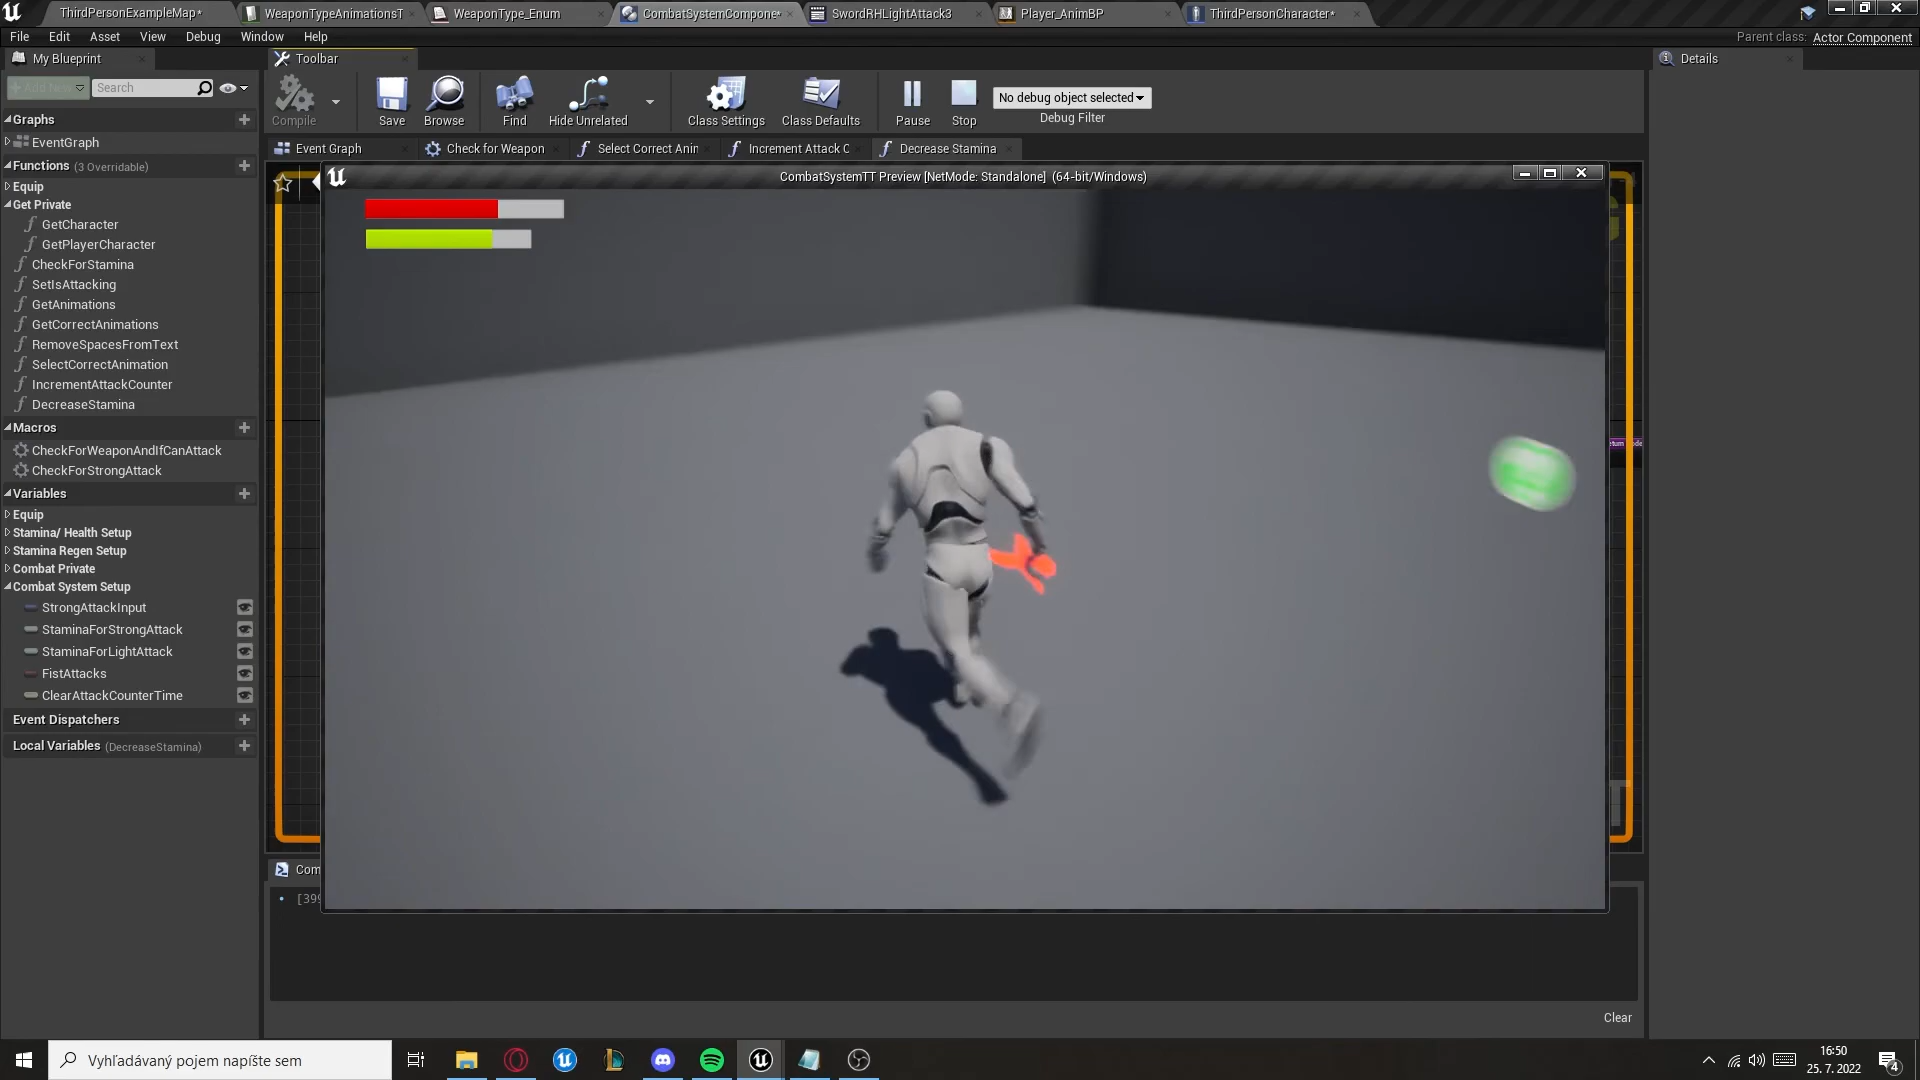 ThirdPersonExampleMap*
WeaponTypeAnimationsT
WeaponType_Enum
CombatSystemCompone*
SwordRHLightAttack3
Player_AnimBP
ThirdPersonCharacter*
File Edit Asset View Debug Window Help
Parent class: Actor Component
My Blueprint
Toolbar
Details
Add New
Search
Compile
Save
Browse
Find
Hide Unrelated
Class Settings
Class Defaults
Pause
Stop
No debug object selected
Debug Filter
Graphs
EventGraph
Functions (3 Overridable)
Equip
Get Private
GetCharacter
GetPlayerCharacter
CheckForStamina
SetIsAttacking
GetAnimations
GetCorrectAnimations
RemoveSpacesFromText
SelectCorrectAnimation
IncrementAttackCounter
DecreaseStamina
Macros
CheckForWeaponAndIfCanAttack
CheckForStrongAttack
Variables
Equip
Stamina/ Health Setup
Stamina Regen Setup
Combat Private
Combat System Setup
StrongAttackInput
StaminaForStrongAttack
StaminaForLightAttack
FistAttacks
ClearAttackCounterTime
Event Dispatchers
Local Variables (DecreaseStamina)
Event Graph
Check for Weapon
Select Correct Anin
Increment Attack C
Decrease Stamina
CombatSystemTT Preview [NetMode: Standalone] (64-bit/Windows)
Com
[399
Clear
Vyhľadávaný pojem napíšte sem
16:50
25. 7. 2022
4